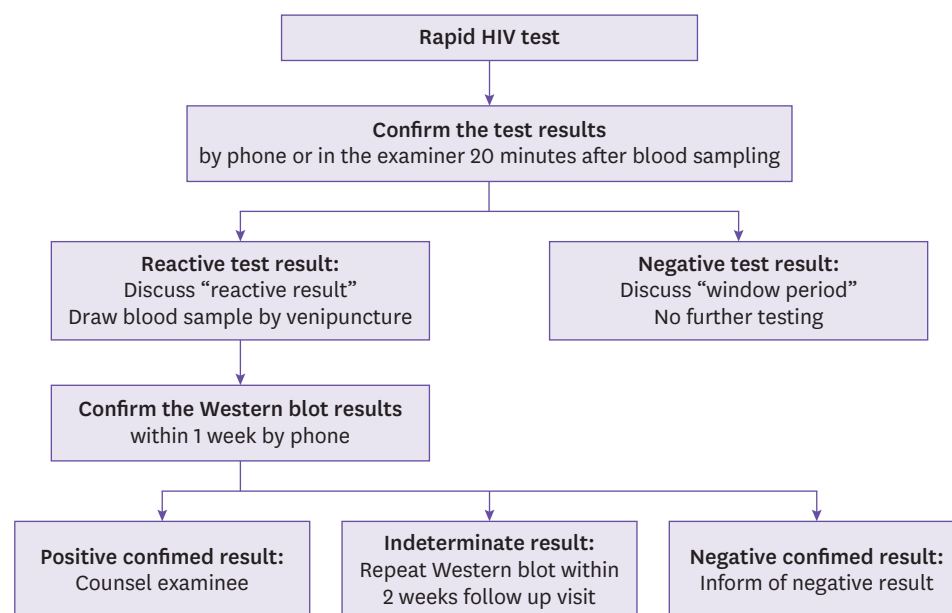 Rapid HIV test
Confirm the test results
by phone or in the examiner 20 minutes after blood sampling
Reactive test result:
Discuss “reactive result”
Draw blood sample by venipuncture
Negative test result:
Discuss “window period”
No further testing
Confirm the Western blot results
within 1 week by phone
Positive confimed result:
Counsel examinee
Indeterminate result:
Repeat Western blot within
2 weeks follow up visit
Negative confimed result:
Inform of negative result